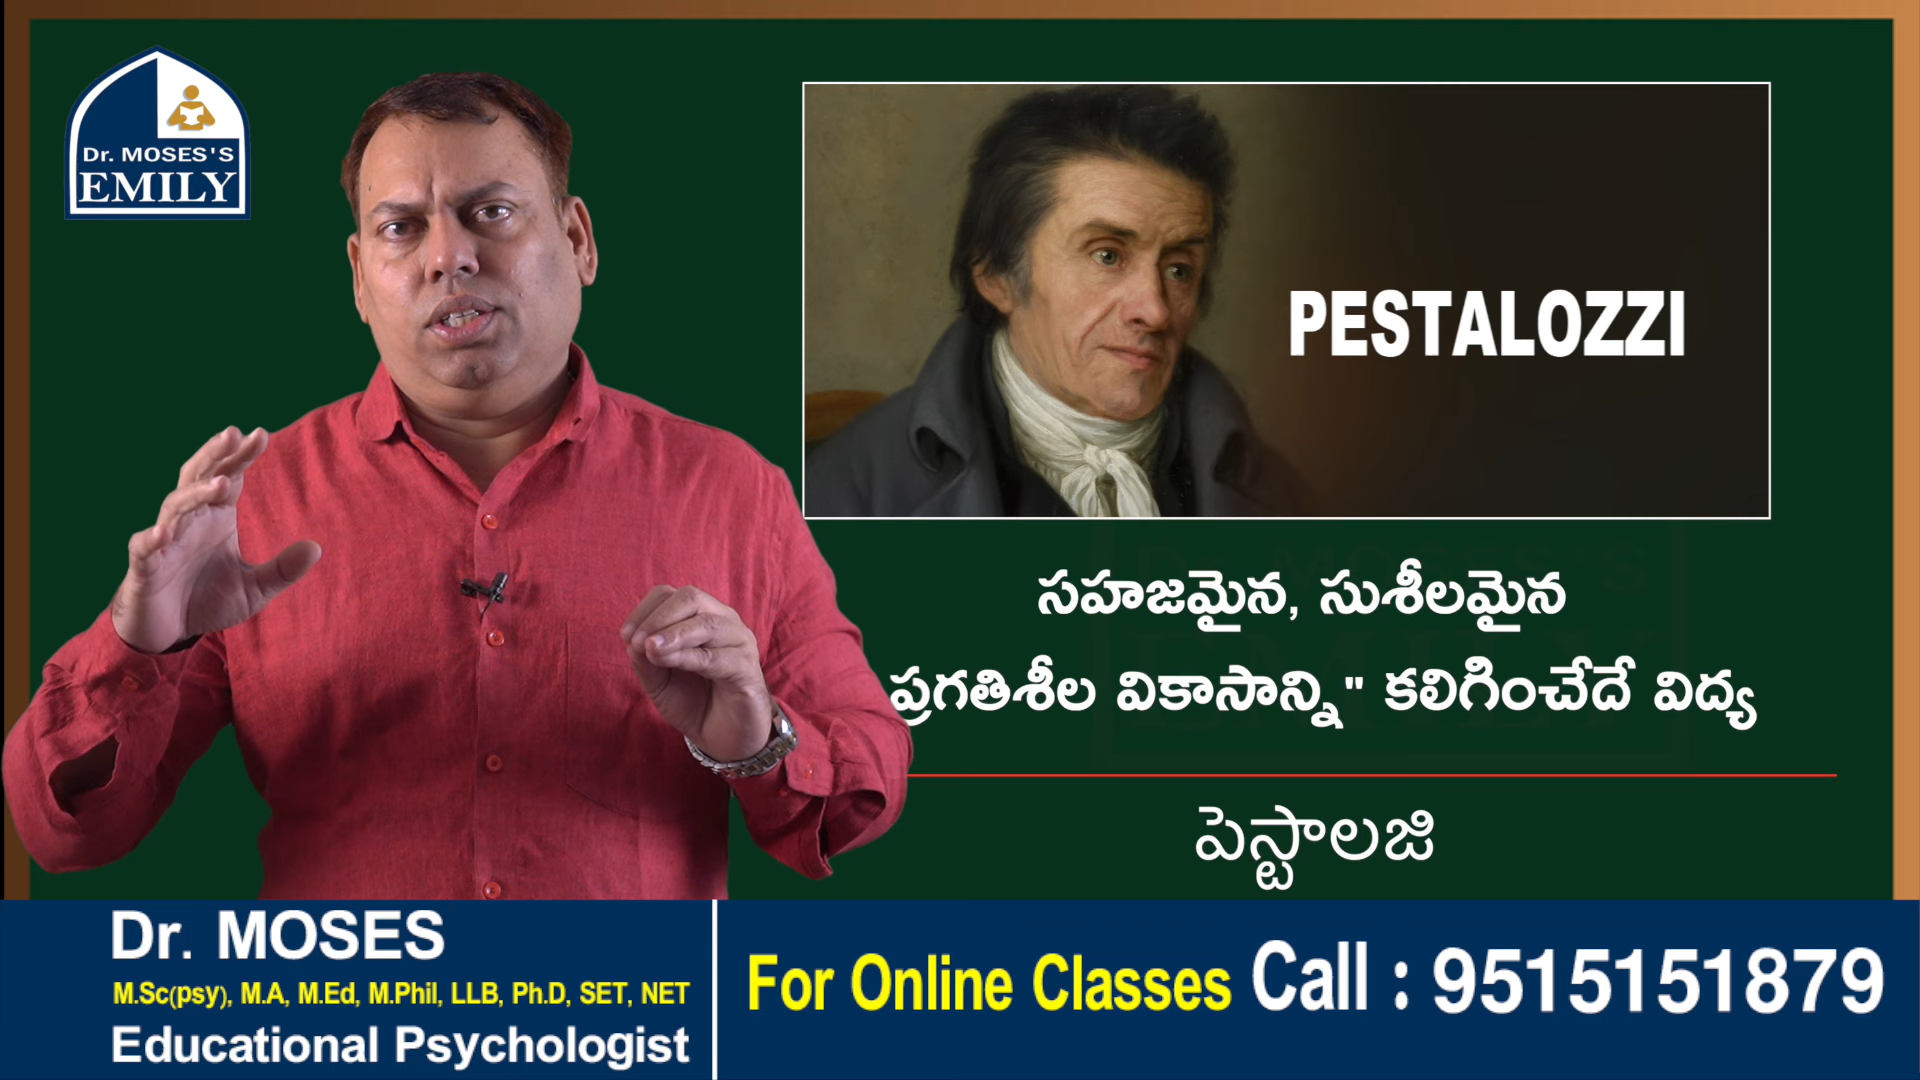 Dr. MOSES'S
EMILY
PESTALOZZI
సహజమైన, సుశీలమైన
ప్రగతిశీల వికాసాన్ని" కలిగించేదే విద్య
పెస్టాలజి
Dr. MOSES
M.Sc(psy), M.A, M.Ed, M.Phil, LLB, Ph.D, SET, NET
Educational Psychologist
For Online Classes Call : 9515151879